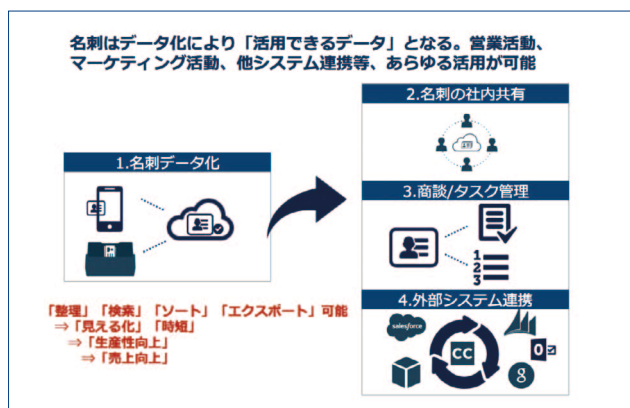 名刺はデータ化により「活用できるデータ」となる。営業活動、
マーケティング活動、他システム連携等、あらゆる活用が可能
1.名刺データ化
「整理」「検索」「ソート」「エクスポート」可能
⇒「見える化」「時短」
⇒「生産性向上」
⇒「売上向上」
2.名刺の社内共有
3.商談/タスク管理
1
2
3
4.外部システム連携
salesforce
CC
0
g